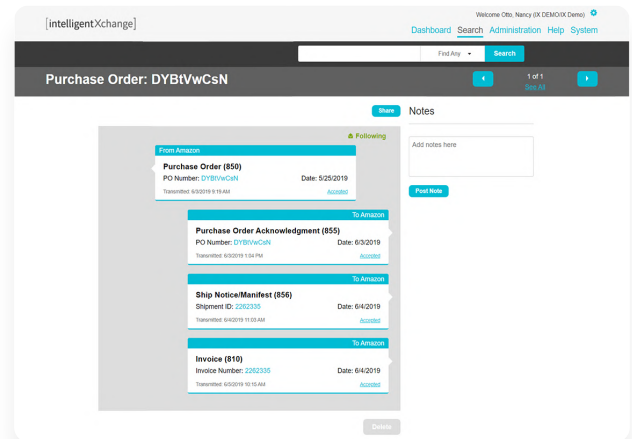 [intelligentXchange]
Welcome Otto, Nancy (IX DEMO/IX Demo)
Dashboard Search Administration Help System
Find Any Search
Purchase Order: DYBtVwCsN
1 of 1
See All
Share
Notes
Following
Add notes here
Post Note
From Amazon
Purchase Order (850)
PO Number: DYBtVwCsN Date: 5/25/2019
Transmitted: 6/3/2019 9:19 AM Accepted
To Amazon
Purchase Order Acknowledgment (855)
PO Number: DYBtVwCsN Date: 6/3/2019
Transmitted: 6/3/2019 1:04 PM Accepted
To Amazon
Ship Notice/Manifest (856)
Shipment ID: 2262335 Date: 6/4/2019
Transmitted: 6/4/2019 11:03 AM Accepted
To Amazon
Invoice (810)
Invoice Number: 2262335 Date: 6/4/2019
Transmitted: 6/5/2019 10:15 AM Accepted
Delete